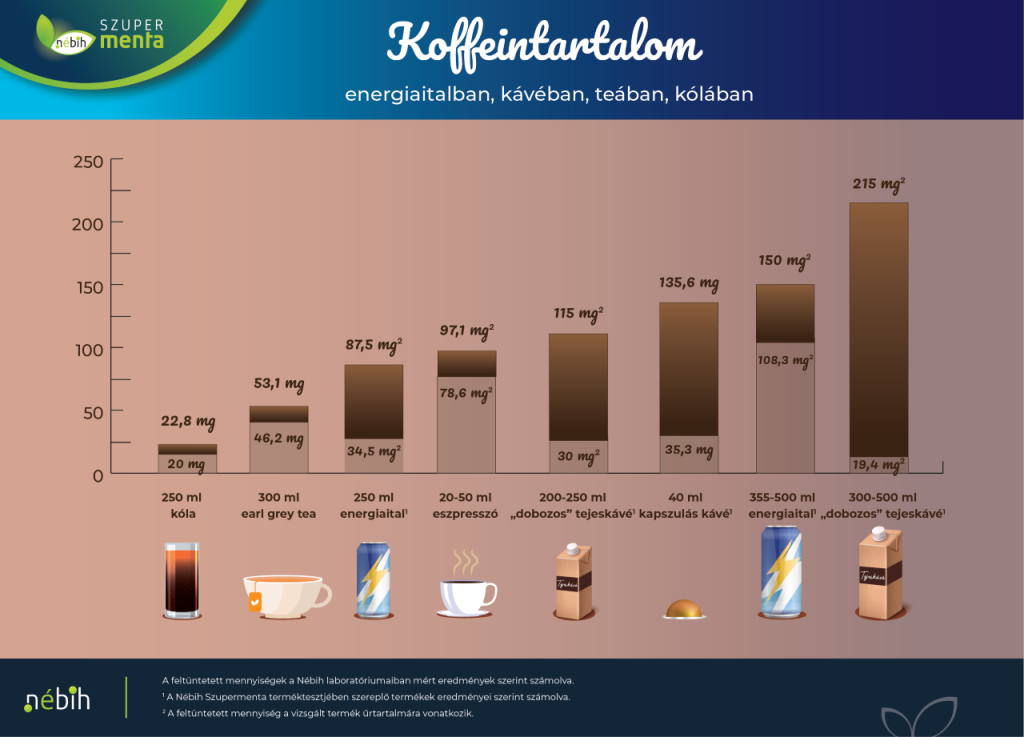 SZUPER
nébih menta
Koffeintartalom
energiaitalban, kávéban, teában, kólában
250
200
150
100
50
0
22,8 mg
20 mg
53,1 mg
46,2 mg
87,5 mg²
34,5 mg²
97,1 mg²
78,6 mg²
115 mg²
30 mg²
135,6 mg
35,3 mg
150 mg²
108,3 mg²
215 mg²
19,4 mg²
250 ml
kóla
300 ml
earl grey tea
250 ml
energiaital¹
20-50 ml
eszpresszó
200-250 ml
„dobozos” tejeskávé¹
40 ml
kapszulás kávé¹
355-500 ml
energiaital¹
300-500 ml
„dobozos” tejeskávé¹
nébih
A feltüntetett mennyiségek a Nébih laboratóriumaiban mért eredmények szerint számolva.
¹ A Nébih Szupermenta terméktesztjében szereplő termékek eredményei szerint számolva.
² A feltüntetett mennyiség a vizsgált termék űrtartalmára vonatkozik.